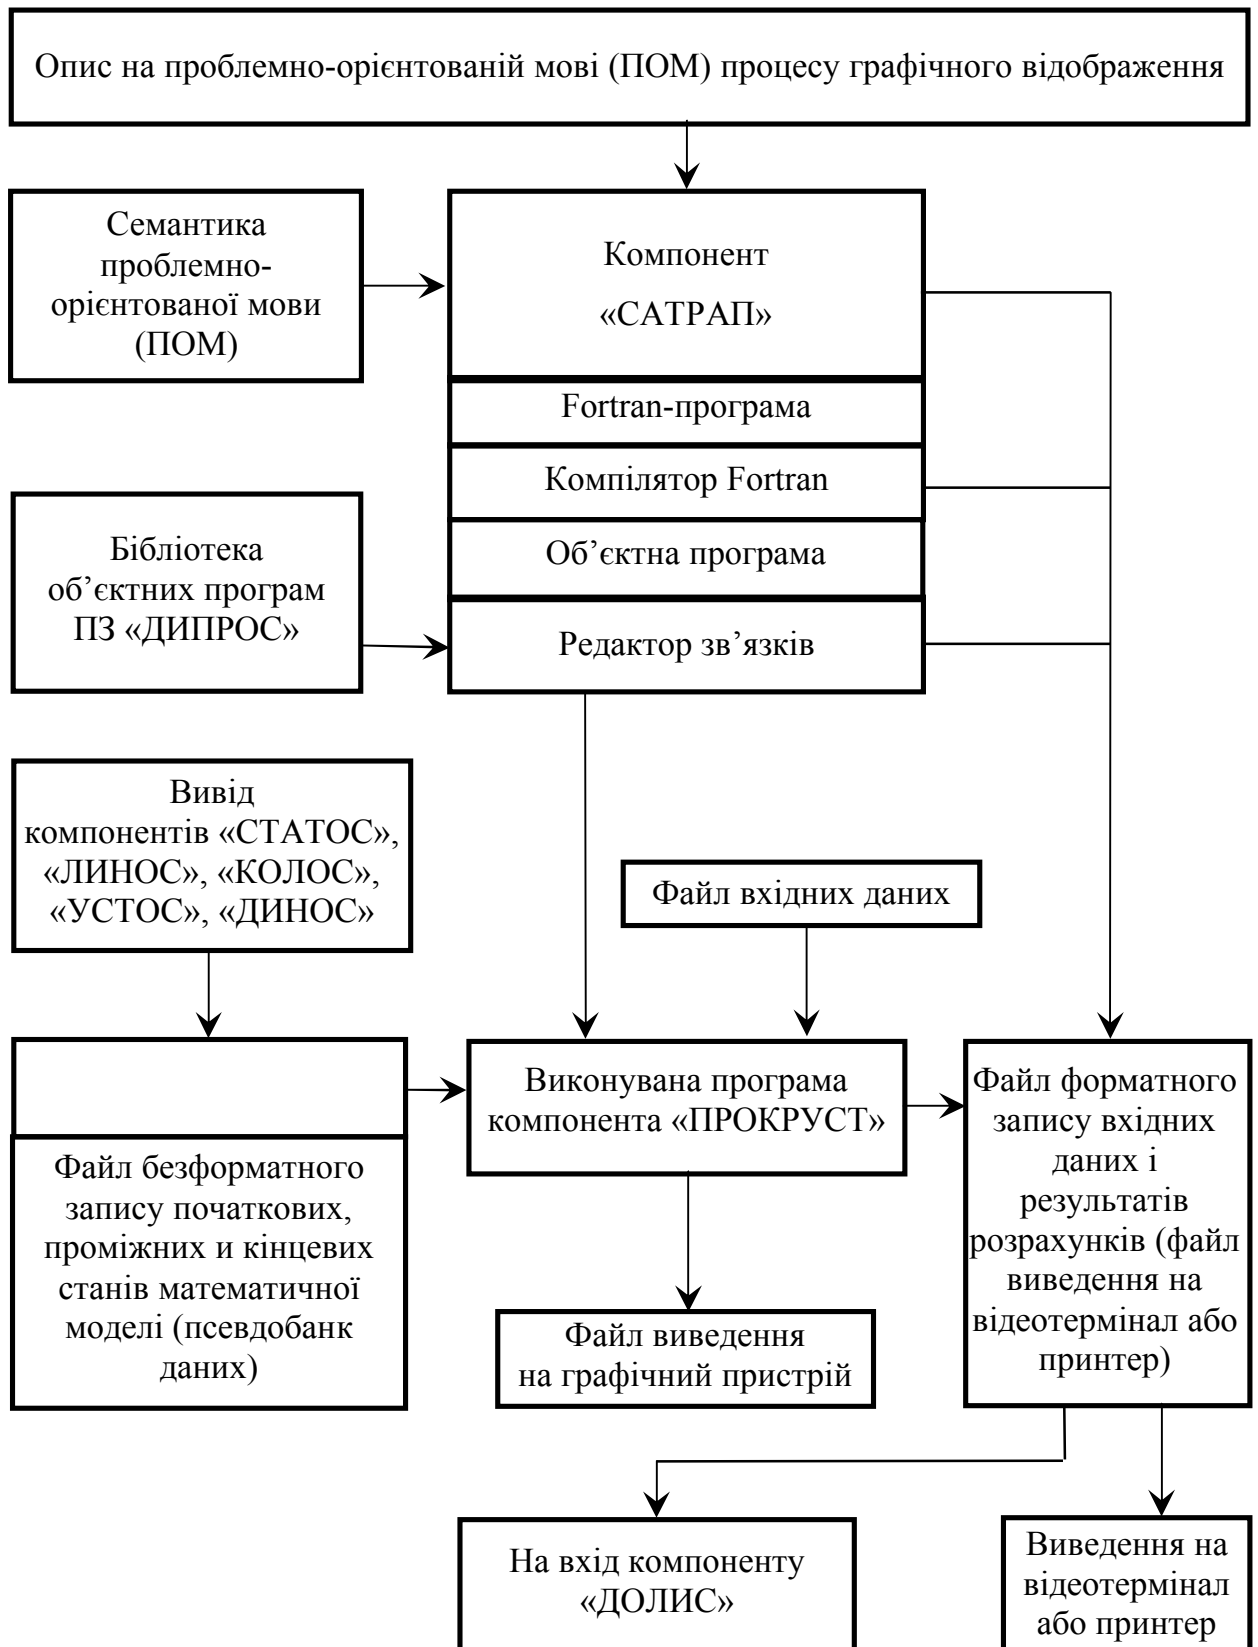 Опис на проблемно-орієнтованій мові (ПОМ) процесу графічного відображення
Семантика
проблемно-
орієнтованої мови
(ПОМ)
Компонент
«САТРАП»
Fortran-програма
Компілятор Fortran
Об’єктна програма
Редактор зв’язків
Бібліотека
об’єктних програм
ПЗ «ДИПРОС»
Вивід
компонентів «СТАТОС»,
«ЛИНОС», «КОЛОС»,
«УСТОС», «ДИНОС»
Файл вхідних даних
Виконувана програма
компонента «ПРОКРУСТ»
Файл форматного
запису вхідних
даних і
результатів
розрахунків (файл
виведення на
відеотермінал або
принтер)
Файл безформатного
запису початкових,
проміжних и кінцевих
станів математичної
моделі (псевдобанк
даних)
Файл виведення
на графічний пристрій
На вхід компоненту
«ДОЛИС»
Виведення на
відеотермінал
або принтер